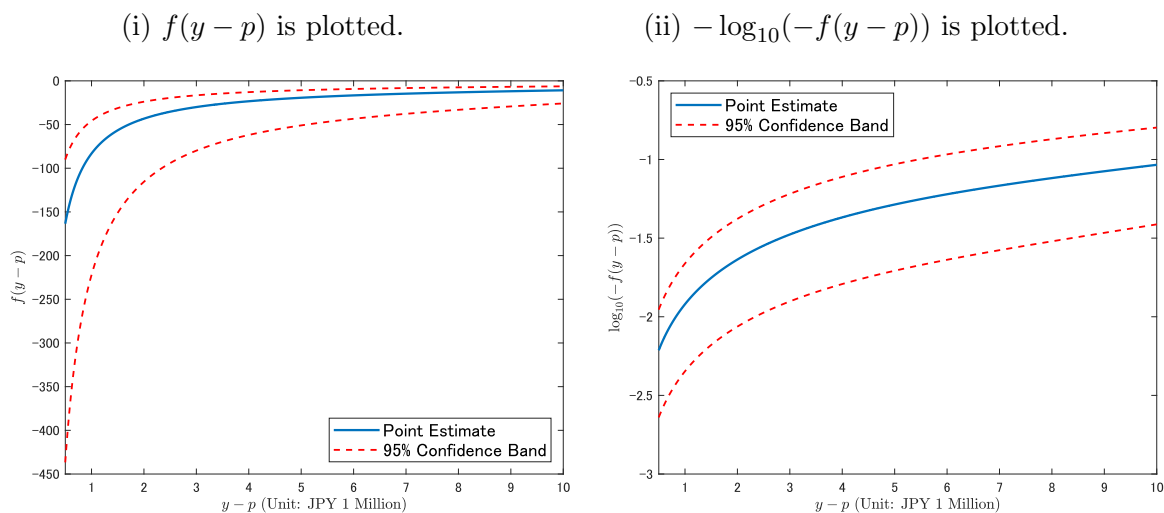 (i) f(y − p) is plotted.
0
−50
−100
−150
−200
−250
−300
−350
−400
−450
f(y − p)
Point Estimate
95% Confidence Band
1 2 3 4 5 6 7 8 9 10
y − p (Unit: JPY 1 Million)
(ii) − log₁₀(−f(y − p)) is plotted.
−0.5
−1
−1.5
−2
−2.5
−3
log₁₀(−f(y − p))
Point Estimate
95% Confidence Band
1 2 3 4 5 6 7 8 9 10
y − p (Unit: JPY 1 Million)